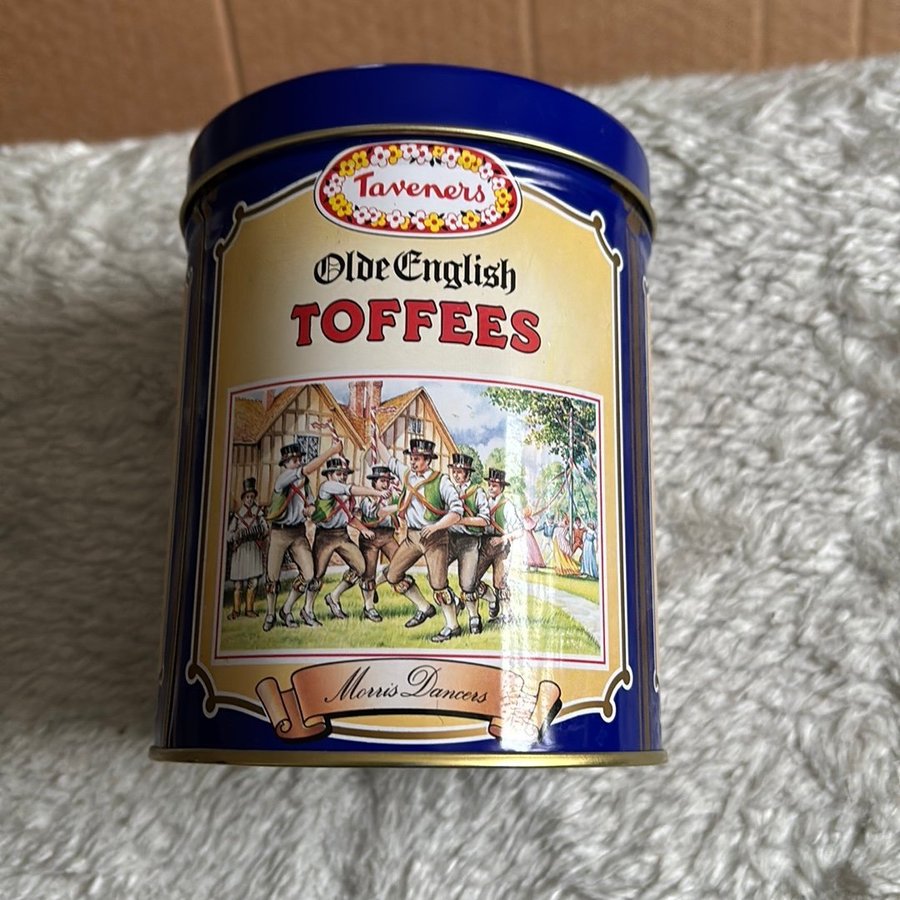 Taveners
Olde English
TOFFEES
Morris Dancers